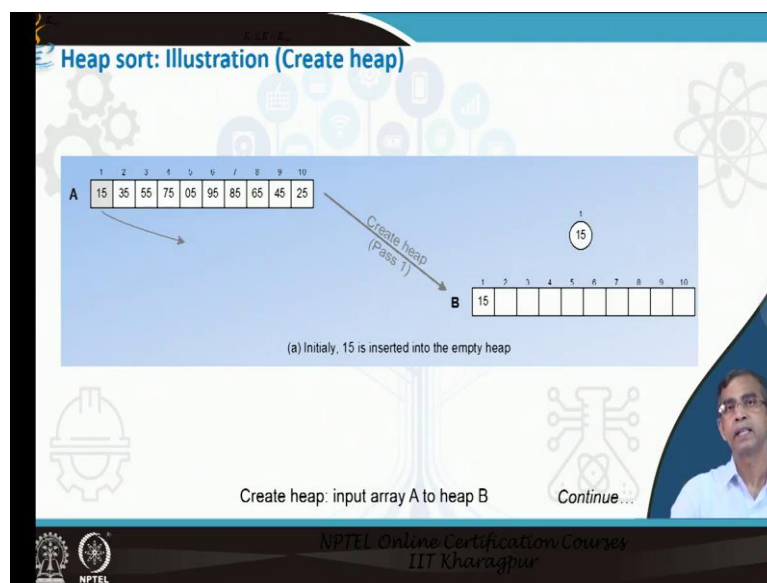 Heap sort: Illustration (Create heap)
1 2 3 4 5 6 7 8 9 10
A 15 35 55 75 05 95 85 65 45 25
Create heap
(Pass 1)
1
15
1 2 3 4 5 6 7 8 9 10
B 15
(a) Initialy, 15 is inserted into the empty heap
Create heap: input array A to heap B
Continue…
NPTEL Online Certification Courses
IIT Kharagpur
NPTEL